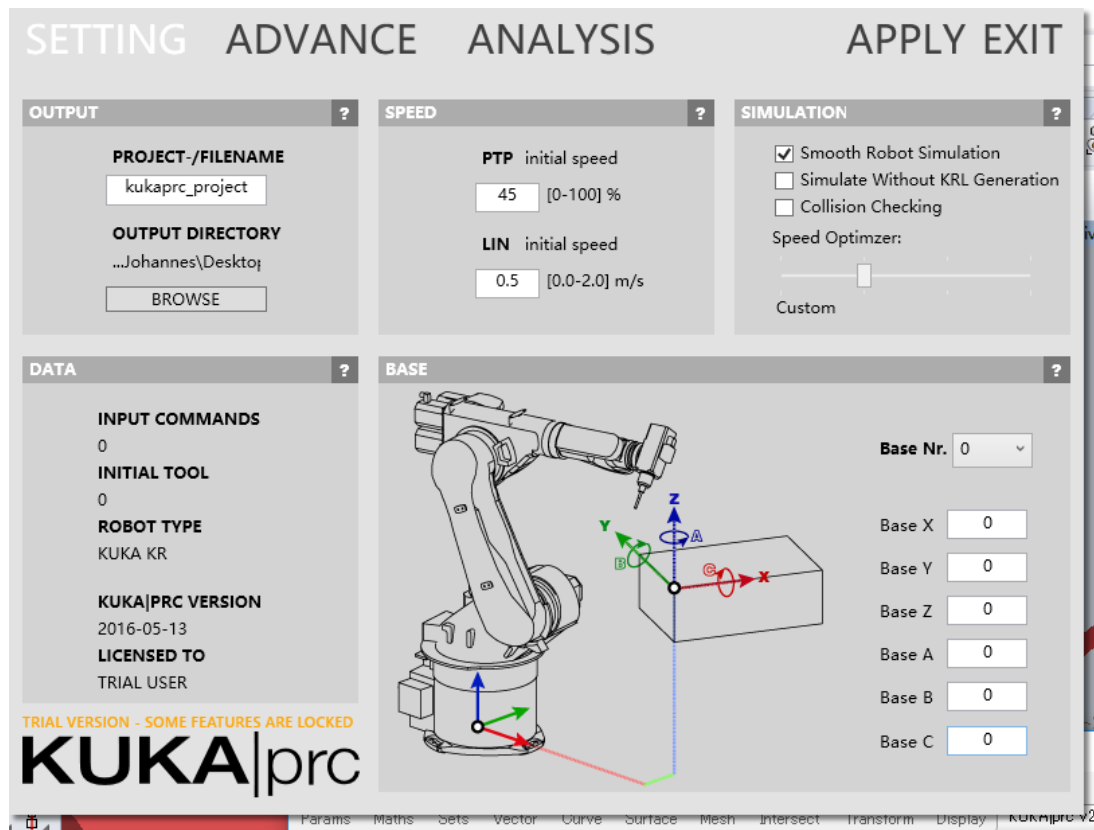 SETTING ADVANCE ANALYSIS APPLY EXIT
OUTPUT ?
PROJECT-/FILENAME
kukaprc_project
OUTPUT DIRECTORY
...Johannes\Desktop
BROWSE
SPEED ?
PTP initial speed
45 [0-100] %
LIN initial speed
0.5 [0.0-2.0] m/s
SIMULATION ?
Smooth Robot Simulation
Simulate Without KRL Generation
Collision Checking
Speed Optimzer:
Custom
DATA ?
INPUT COMMANDS
0
INITIAL TOOL
0
ROBOT TYPE
KUKA KR
KUKA|PRC VERSION
2016-05-13
LICENSED TO
TRIAL USER
TRIAL VERSION - SOME FEATURES ARE LOCKED
KUKA|prc
BASE ?
Z
A
Y
B
C
X
Base Nr. 0
Base X 0
Base Y 0
Base Z 0
Base A 0
Base B 0
Base C 0
Params Maths Sets Vector Curve Surface Mesh Intersect Transform Display KUKA|prc v2